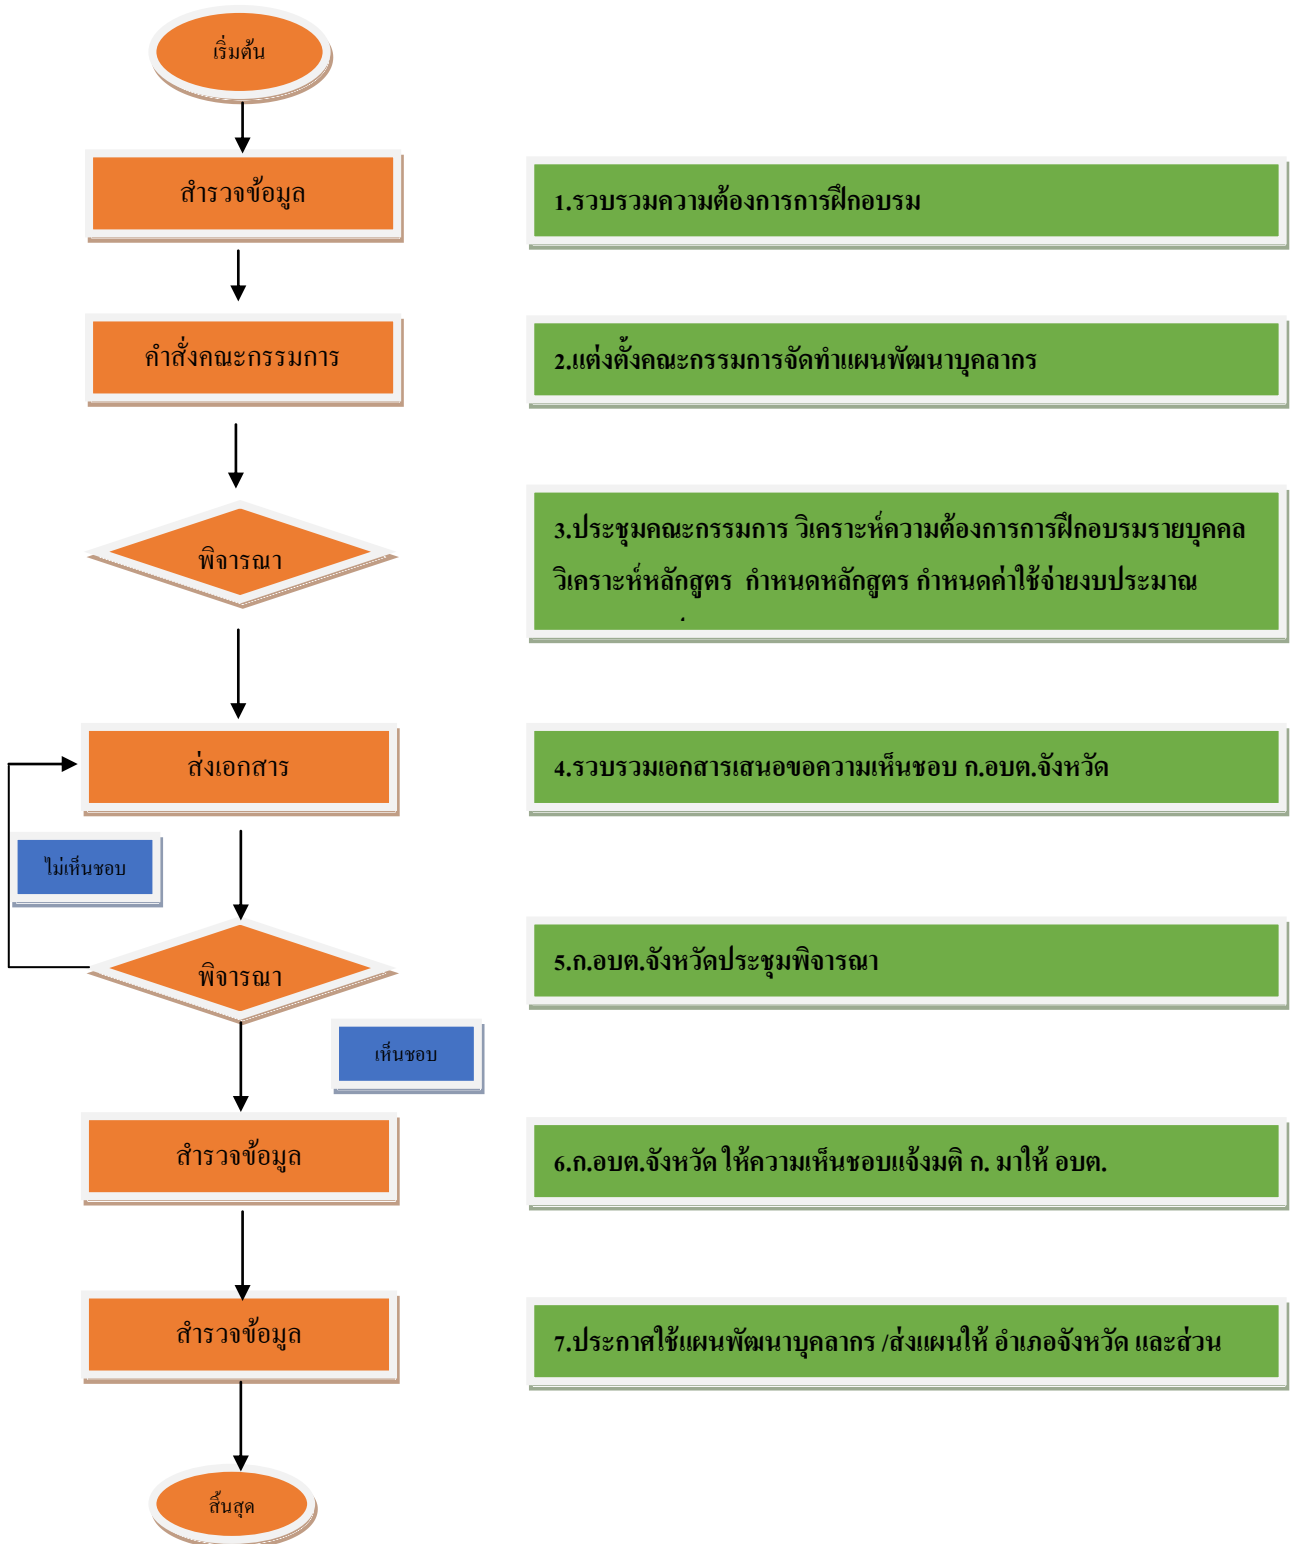 เริ่มต้น
สำรวจข้อมูล
1.รวบรวมความต้องการการฝึกอบรม
คำสั่งคณะกรรมการ
2.แต่งตั้งคณะกรรมการจัดทำแผนพัฒนาบุคลากร
พิจารณา
3.ประชุมคณะกรรมการ วิเคราะห์ความต้องการการฝึกอบรมรายบุคคล
วิเคราะห์หลักสูตร กำหนดหลักสูตร กำหนดค่าใช้จ่ายงบประมาณ
ส่งเอกสาร
4.รวบรวมเอกสารเสนอขอความเห็นชอบ ก.อบต.จังหวัด
ไม่เห็นชอบ
พิจารณา
5.ก.อบต.จังหวัดประชุมพิจารณา
เห็นชอบ
สำรวจข้อมูล
6.ก.อบต.จังหวัด ให้ความเห็นชอบแจ้งมติ ก. มาให้ อบต.
สำรวจข้อมูล
7.ประกาศใช้แผนพัฒนาบุคลากร /ส่งแผนให้ อำเภอจังหวัด และส่วน
สิ้นสุด